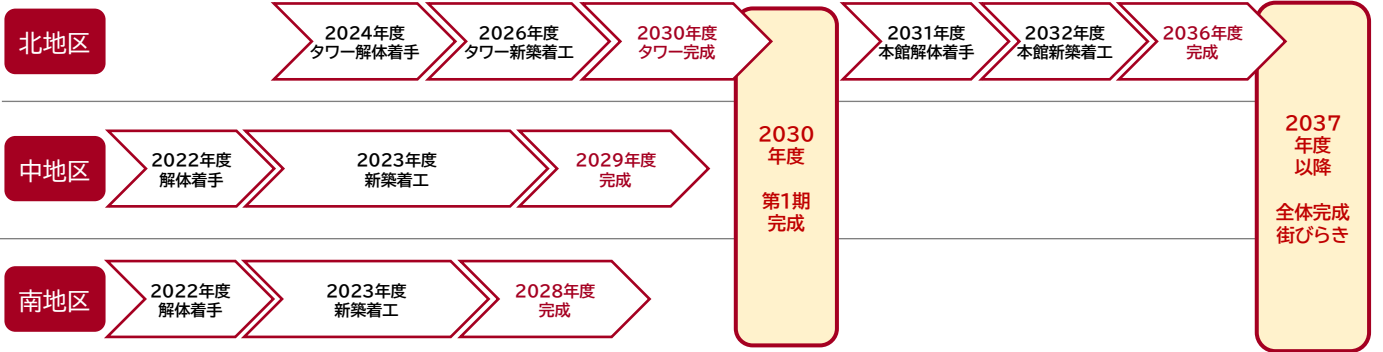 北地区
2024年度
タワー解体着手
2026年度
タワー新築着工
2030年度
タワー完成
2031年度
本館解体着手
2032年度
本館新築着工
2036年度
完成
中地区
2022年度
解体着手
2023年度
新築着工
2029年度
完成
南地区
2022年度
解体着手
2023年度
新築着工
2028年度
完成
2030
年度
第1期
完成
2037
年度
以降
全体完成
街びらき